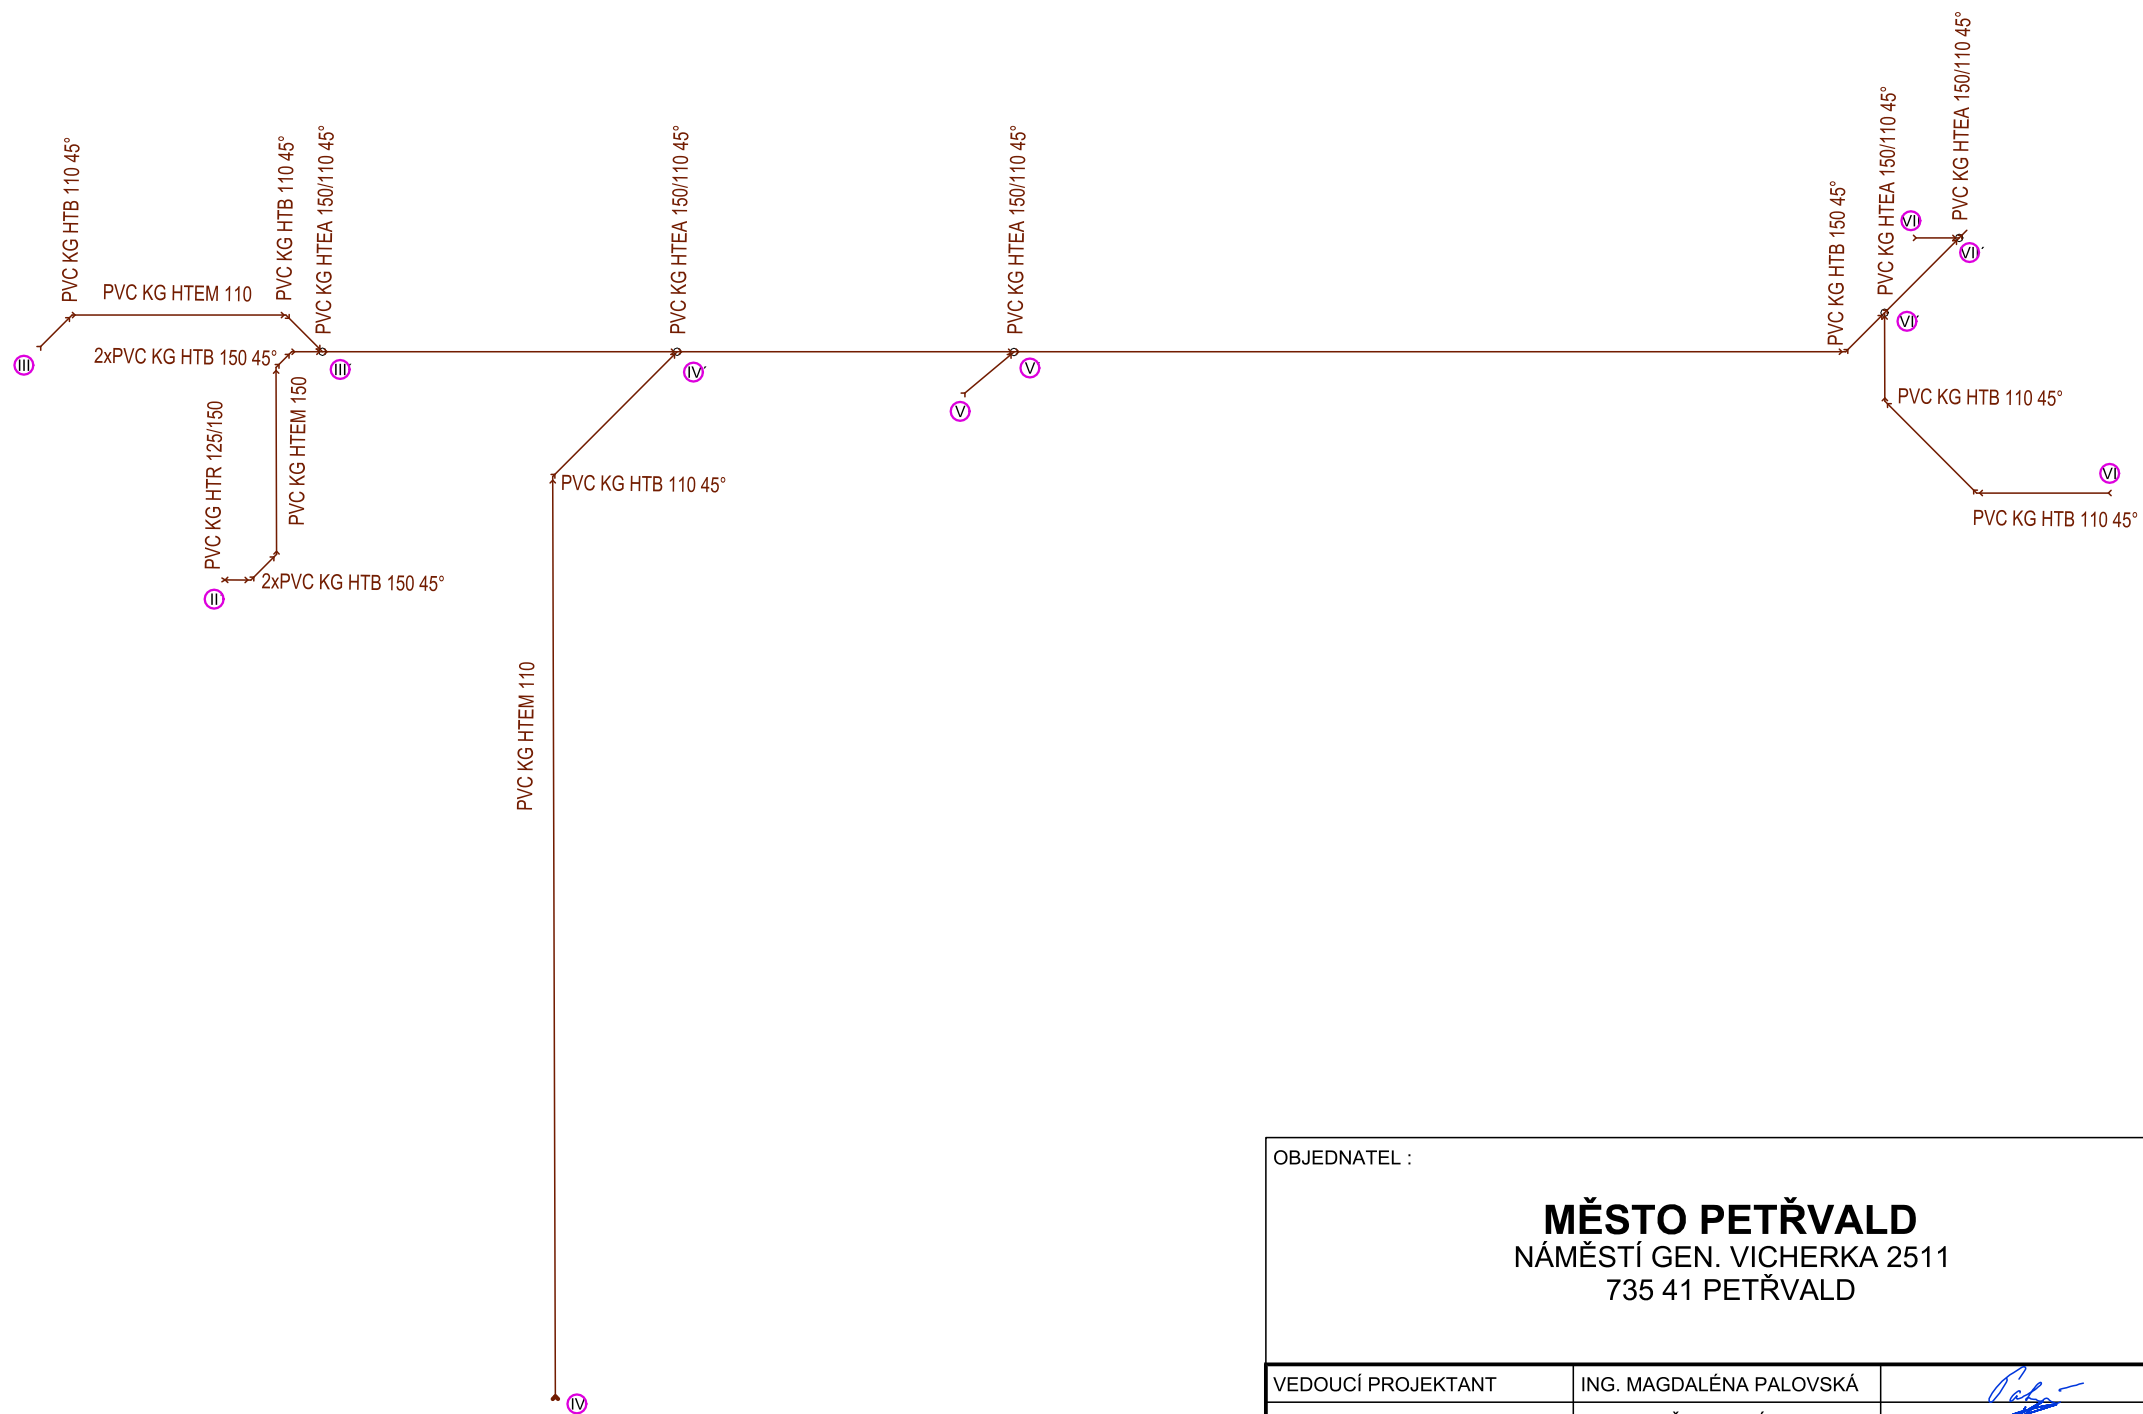 PVC KG HTB 110 45°
PVC KG HTB 110 45°
PVC KG HTEA 150/110 45°
PVC KG HTEA 150/110 45°
PVC KG HTEA 150/110 45°
PVC KG HTB 150 45°
PVC KG HTEA 150/110 45°
PVC KG HTEA 150/110 45°
VII
VII´
PVC KG HTEM 110
VI´
2xPVC KG HTB 150 45°
III
III´
IV´
V´
V
PVC KG HTB 110 45°
PVC KG HTR 125/150
PVC KG HTEM 150
PVC KG HTB 110 45°
VI
PVC KG HTB 110 45°
2xPVC KG HTB 150 45°
II
PVC KG HTEM 110
IV
OBJEDNATEL :
MĚSTO PETŘVALD
NÁMĚSTÍ GEN. VICHERKA 2511
735 41 PETŘVALD
VEDOUCÍ PROJEKTANT
ING. MAGDALÉNA PALOVSKÁ